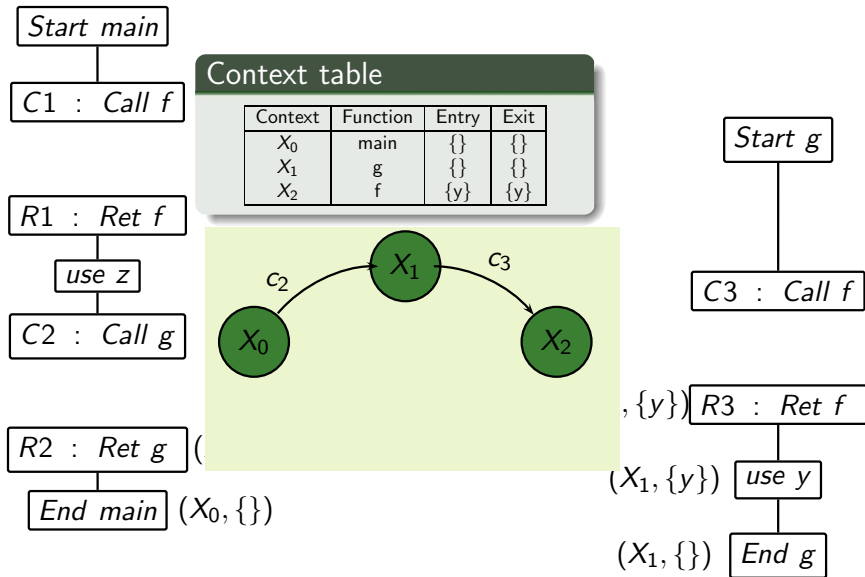 Start main
C1 : Call f
R1 : Ret f
use z
C2 : Call g
R2 : Ret g (
End main (X0, {})
Context table
Context Function Entry Exit
X0 main {} {}
X1 g {} {}
X2 f {y} {y}
c2
c3
X0
X1
X2
Start g
C3 : Call f
, {y}) R3 : Ret f
(X1, {y}) use y
(X1, {}) End g